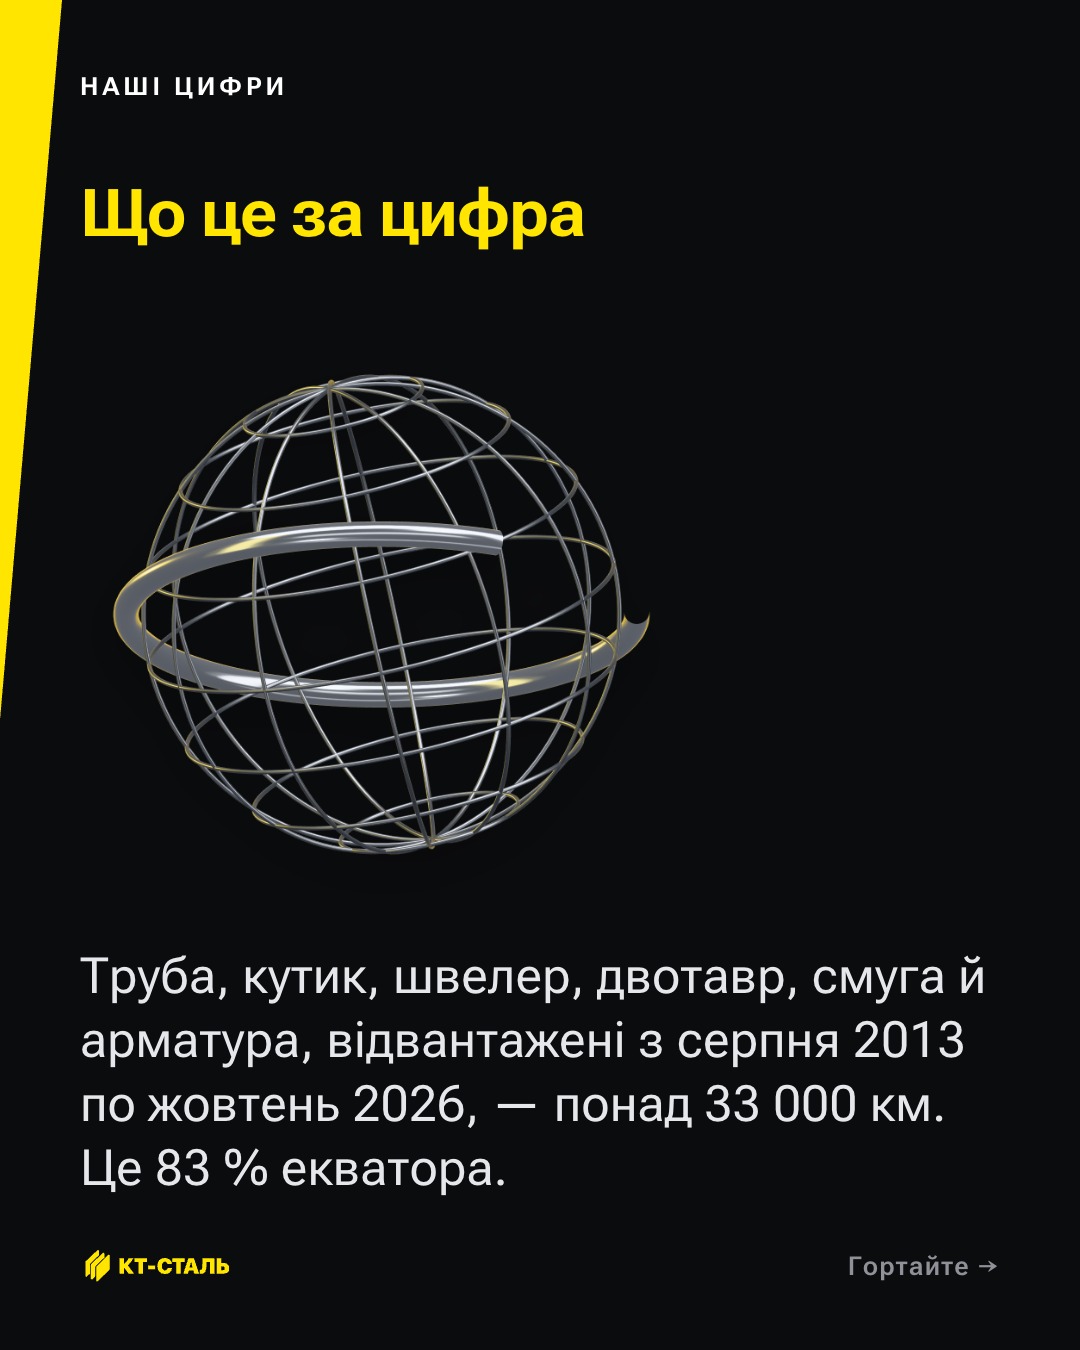 НАШІ ЦИФРИ
Що це за цифра
Труба, кутик, швелер, двотавр, смуга й
арматура, відвантажені з серпня 2013
по жовтень 2026, — понад 33 000 км.
Це 83 % екватора.
КТ-СТАЛЬ
Гортайте →